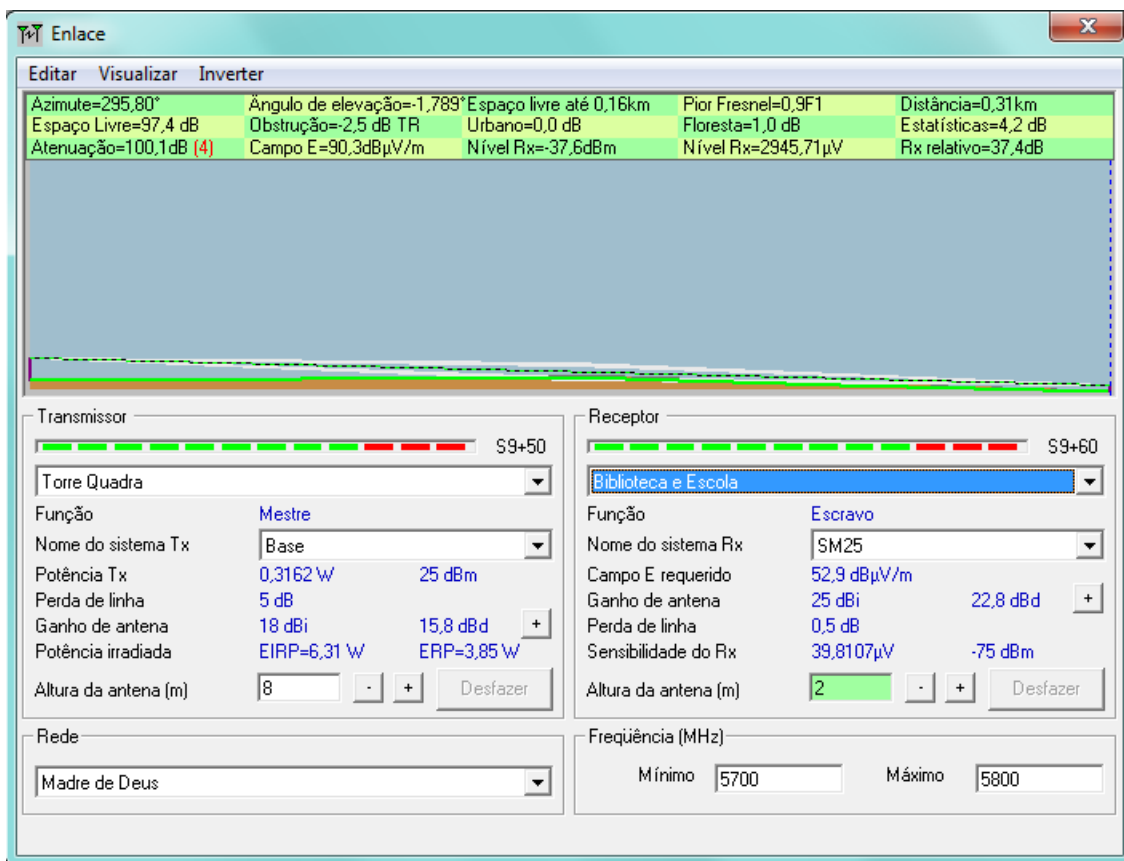 Enlace
Editar Visualizar Inverter
Azimute=295,80° Ângulo de elevação=-1,789° Espaço livre até 0,16km Pior Fresnel=0,9F1 Distância=0,31km
Espaço Livre=97,4 dB Obstrução=-2,5 dB TR Urbano=0,0 dB Floresta=1,0 dB Estatísticas=4,2 dB
Atenuação=100,1dB (4) Campo E=90,3dBµV/m Nível Rx=-37,6dBm Nível Rx=2945,71µV Rx relativo=37,4dB
Transmissor
S9+50
Torre Quadra
Função Mestre
Nome do sistema Tx Base
Potência Tx 0,3162 W 25 dBm
Perda de linha 5 dB
Ganho de antena 18 dBi 15,8 dBd +
Potência irradiada EIRP=6,31 W ERP=3,85 W
Altura da antena (m) 8 - + Desfazer
Receptor
S9+60
Biblioteca e Escola
Função Escravo
Nome do sistema Rx SM25
Campo E requerido 52,9 dBµV/m
Ganho de antena 25 dBi 22,8 dBd +
Perda de linha 0,5 dB
Sensibilidade do Rx 39,8107µV -75 dBm
Altura da antena (m) 2 - + Desfazer
Rede
Madre de Deus
Freqüência (MHz)
Mínimo 5700 Máximo 5800